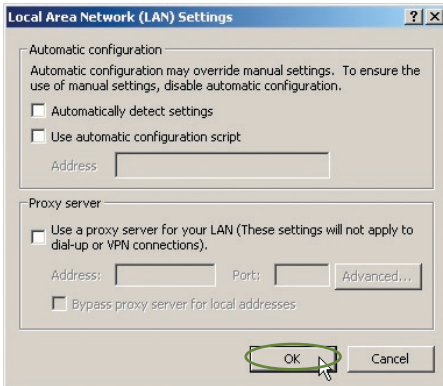 Local Area Network (LAN) Settings
Automatic configuration
Automatic configuration may override manual settings. To ensure the
use of manual settings, disable automatic configuration.
Automatically detect settings
Use automatic configuration script
Address
Proxy server
Use a proxy server for your LAN (These settings will not apply to
dial-up or VPN connections).
Address: Port: Advanced...
Bypass proxy server for local addresses
OK Cancel